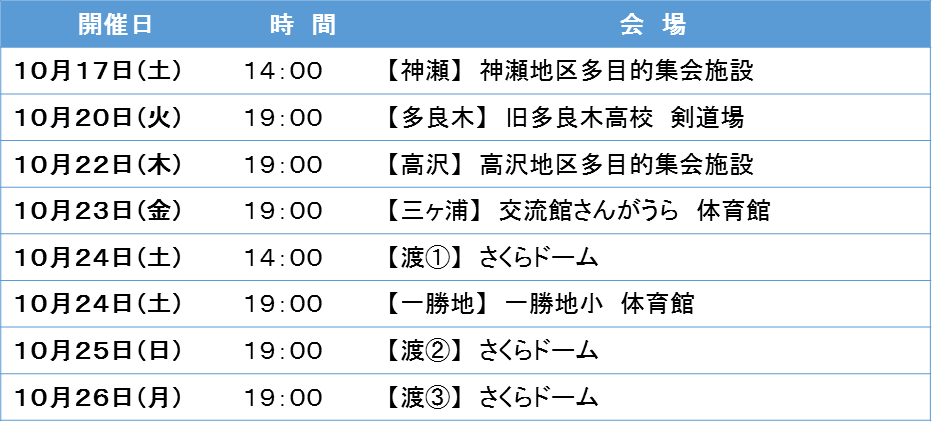 開催日 時　間 会　場
10月17日(土) 14:00 【神瀬】 神瀬地区多目的集会施設
10月20日(火) 19:00 【多良木】 旧多良木高校　剣道場
10月22日(木) 19:00 【高沢】 高沢地区多目的集会施設
10月23日(金) 19:00 【三ヶ浦】 交流館さんがうら　体育館
10月24日(土) 14:00 【渡①】 さくらドーム
10月24日(土) 19:00 【一勝地】 一勝地小　体育館
10月25日(日) 19:00 【渡②】 さくらドーム
10月26日(月) 19:00 【渡③】 さくらドーム